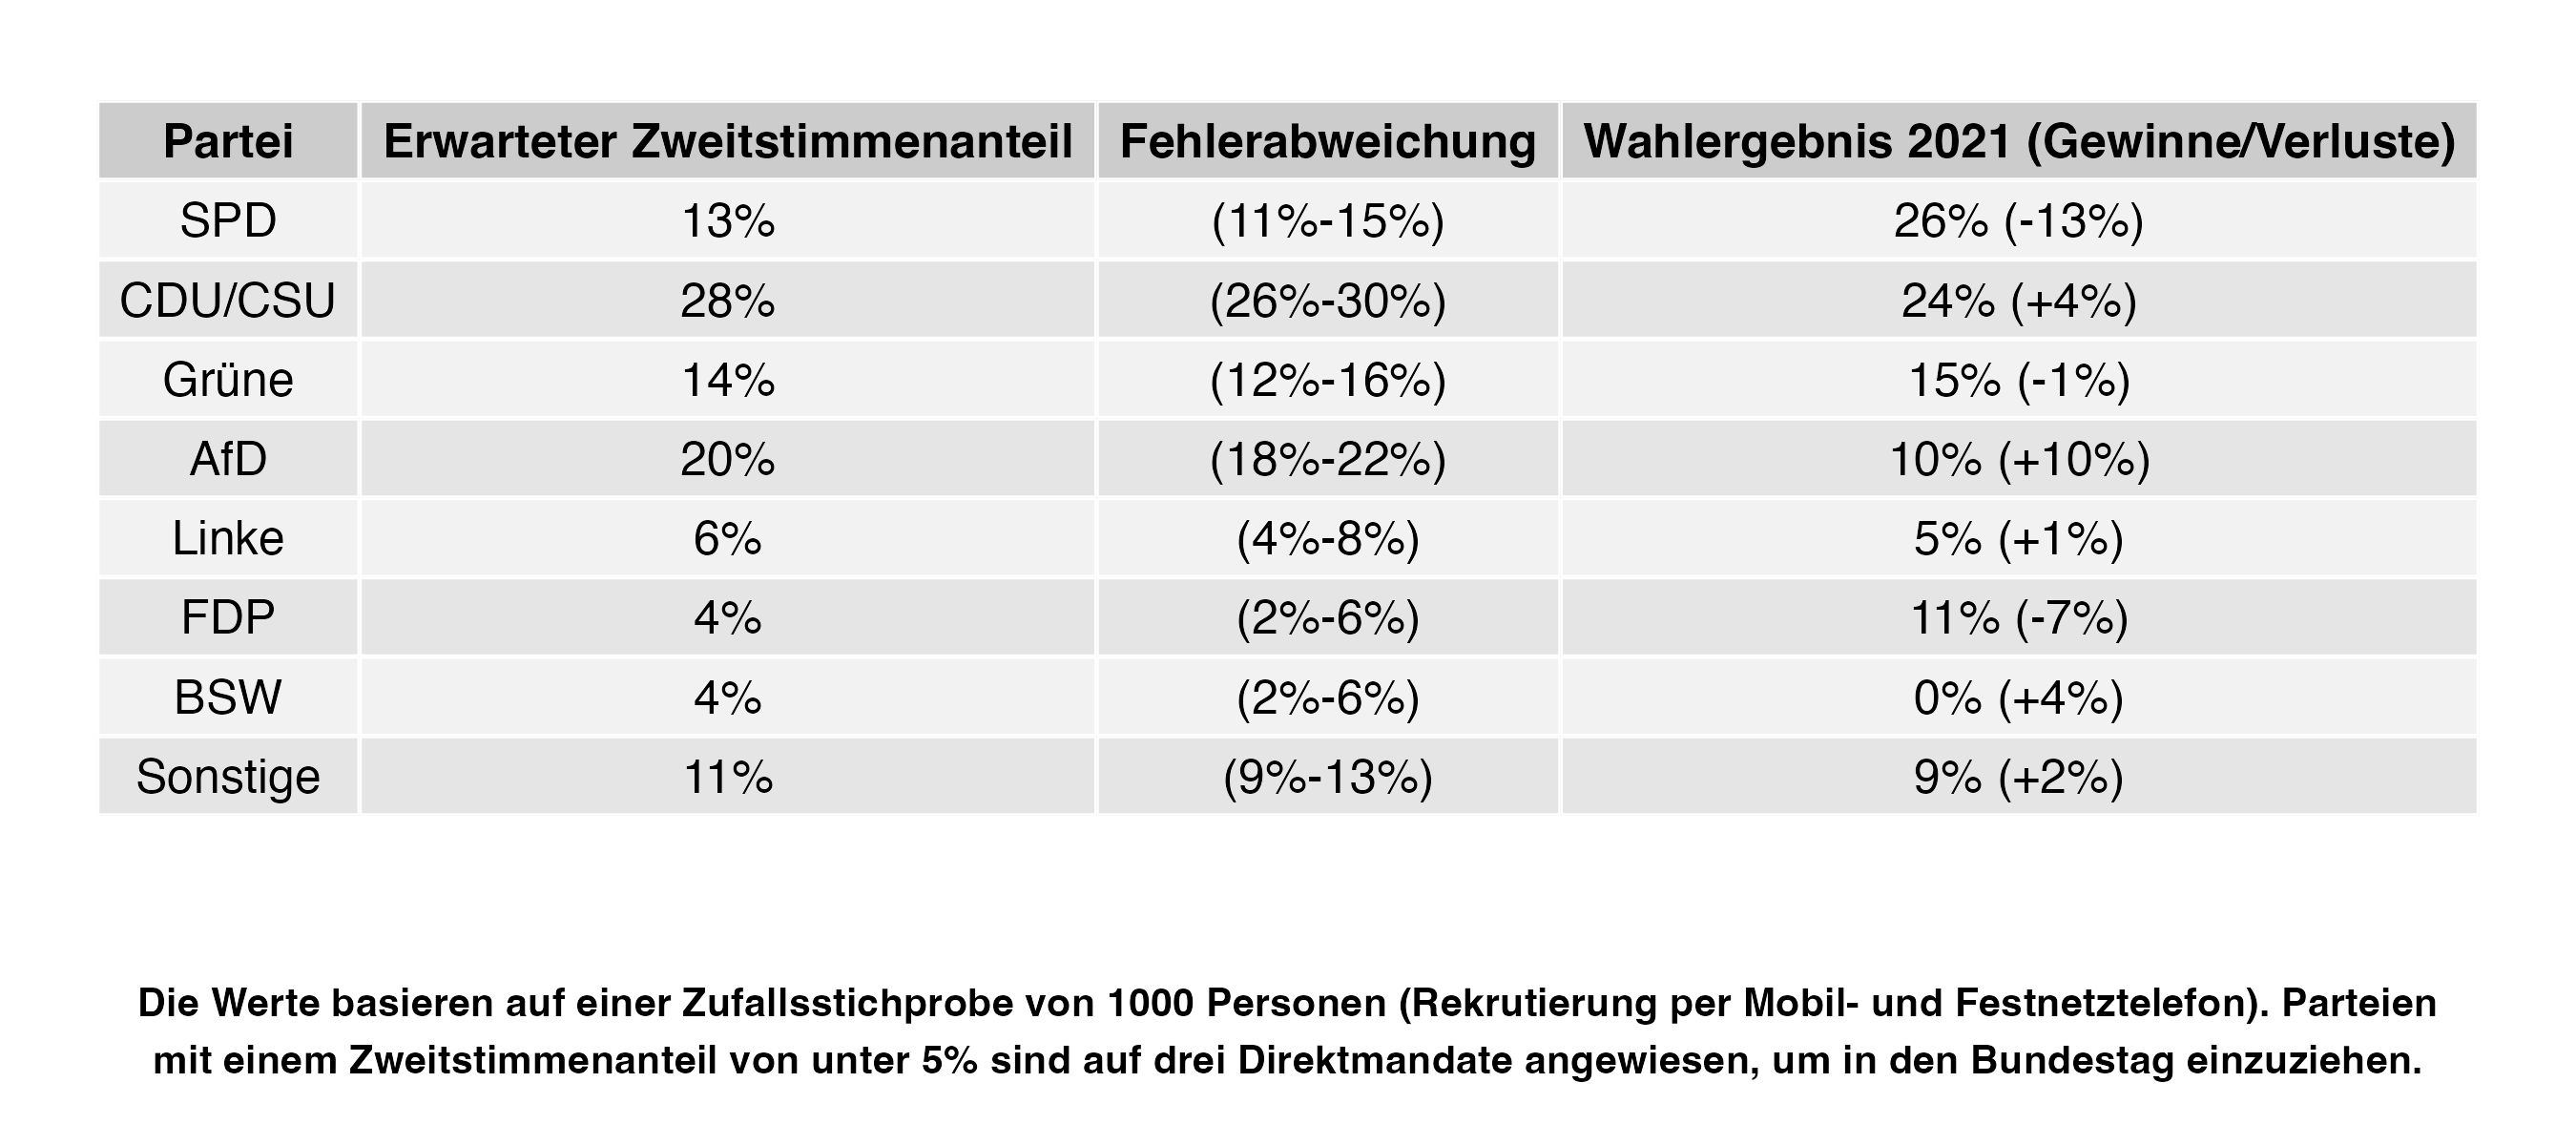 Partei Erwarteter Zweitstimmenanteil Fehlerabweichung Wahlergebnis 2021 (Gewinne/Verluste)
SPD 13% (11%-15%) 26% (-13%)
CDU/CSU 28% (26%-30%) 24% (+4%)
Grüne 14% (12%-16%) 15% (-1%)
AfD 20% (18%-22%) 10% (+10%)
Linke 6% (4%-8%) 5% (+1%)
FDP 4% (2%-6%) 11% (-7%)
BSW 4% (2%-6%) 0% (+4%)
Sonstige 11% (9%-13%) 9% (+2%)
Die Werte basieren auf einer Zufallsstichprobe von 1000 Personen (Rekrutierung per Mobil- und Festnetztelefon). Parteien
mit einem Zweitstimmenanteil von unter 5% sind auf drei Direktmandate angewiesen, um in den Bundestag einzuziehen.